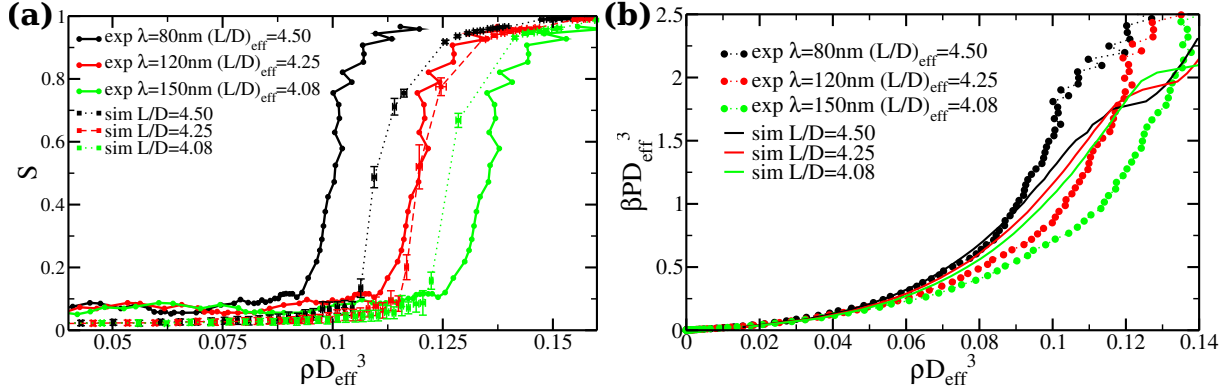 (a)
exp λ=80nm (L/D)eff=4.50
exp λ=120nm (L/D)eff=4.25
exp λ=150nm (L/D)eff=4.08
sim L/D=4.50
sim L/D=4.25
sim L/D=4.08
1
0.8
0.6
0.4
0.2
0
S
0.05
0.075
0.1
0.125
0.15
ρDeff³
(b)
exp λ=80nm (L/D)eff=4.50
exp λ=120nm (L/D)eff=4.25
exp λ=150nm (L/D)eff=4.08
sim L/D=4.50
sim L/D=4.25
sim L/D=4.08
2.5
2
1.5
1
0.5
0
βPDeff³
0
0.02
0.04
0.06
0.08
0.1
0.12
0.14
ρDeff³